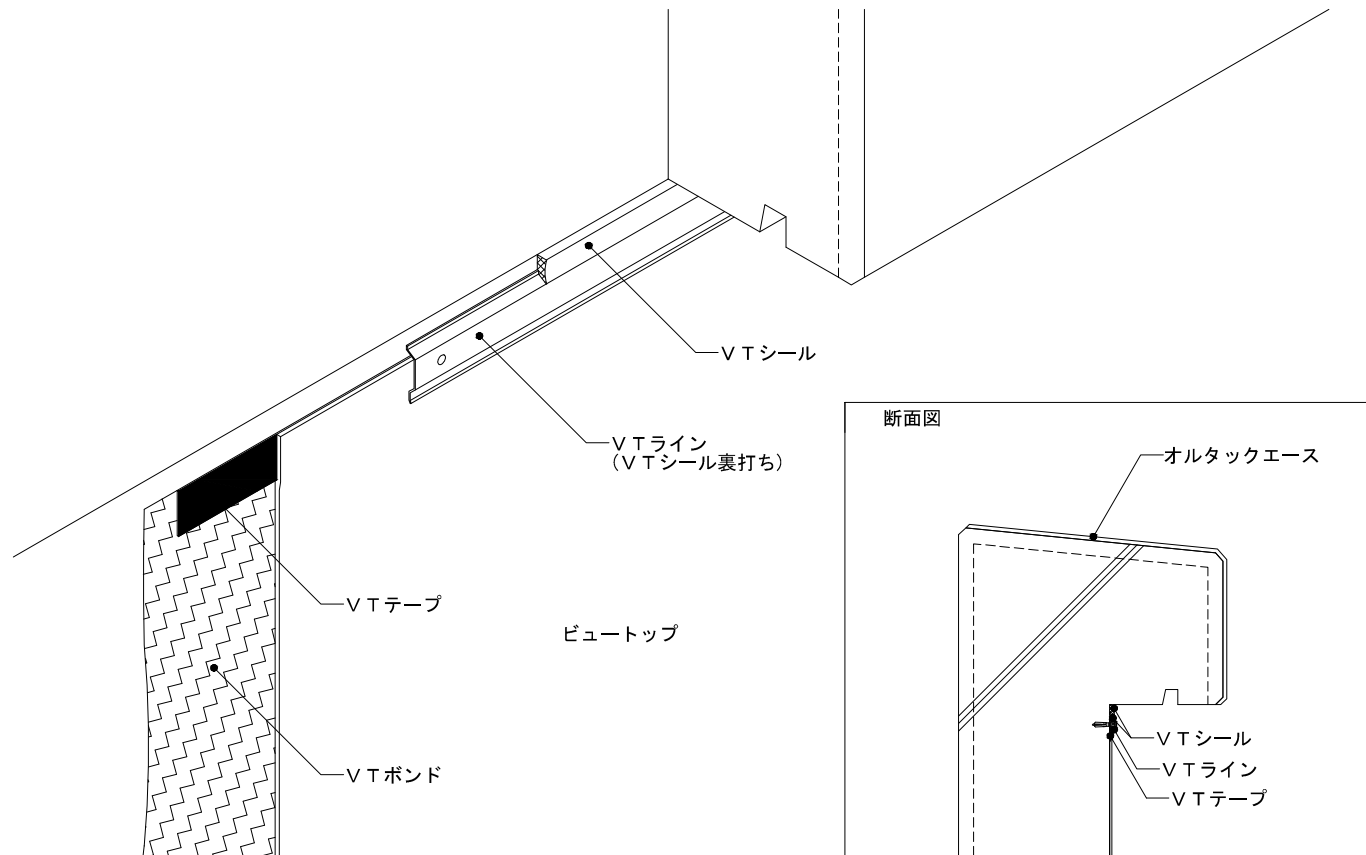 VTシール
VTライン
(VTシール裏打ち)
VTテープ
ビュートップ
VTボンド
断面図
オルタックエース
VTシール
VTライン
VTテープ